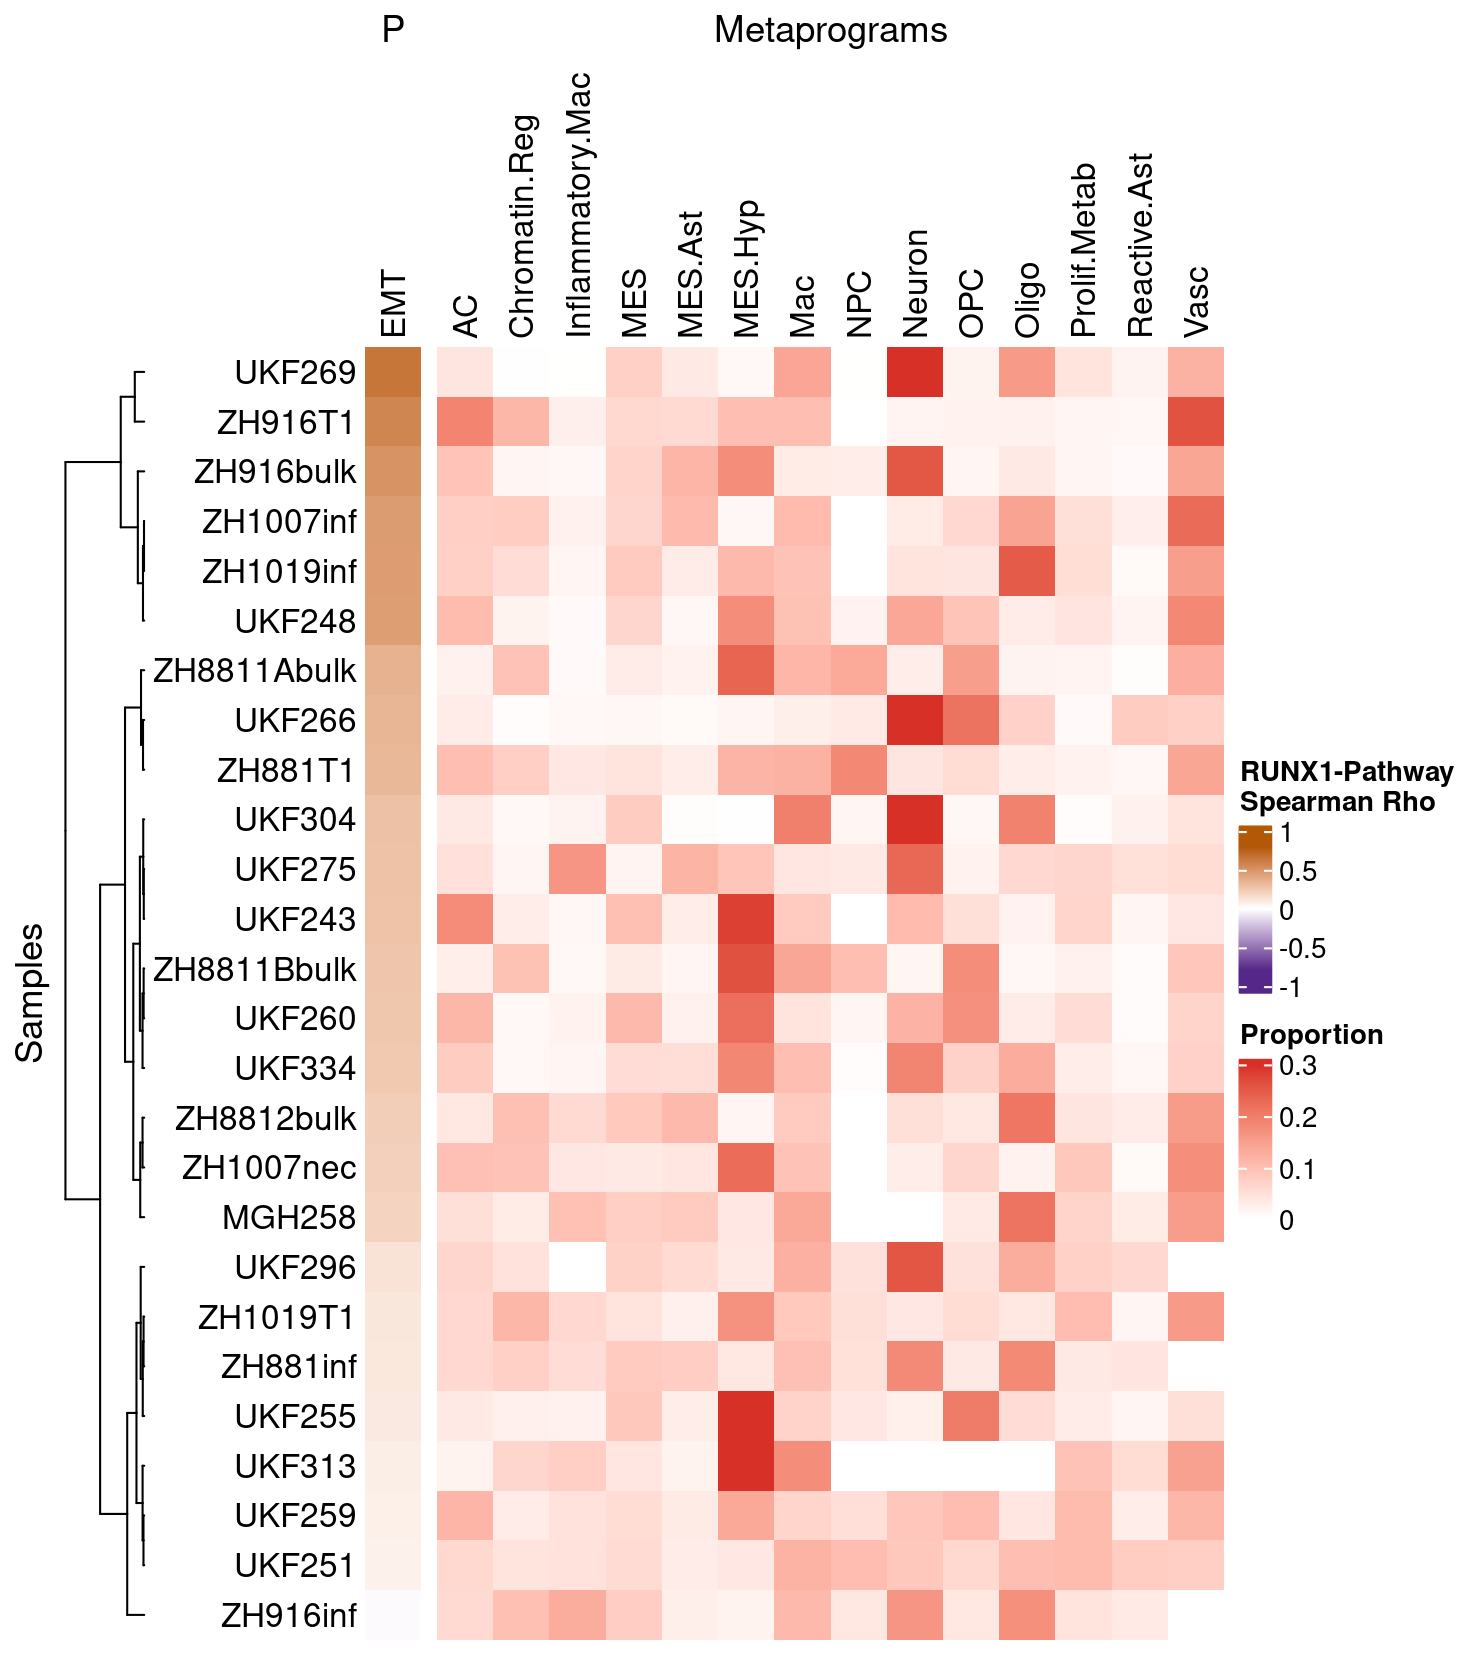 P
Metaprograms
EMT
AC
Chromatin.Reg
Inflammatory.Mac
MES
MES.Ast
MES.Hyp
Mac
NPC
Neuron
OPC
Oligo
Prolif.Metab
Reactive.Ast
Vasc
Samples
UKF269
ZH916T1
ZH916bulk
ZH1007inf
ZH1019inf
UKF248
ZH8811Abulk
UKF266
ZH881T1
UKF304
UKF275
UKF243
ZH8811Bbulk
UKF260
UKF334
ZH8812bulk
ZH1007nec
MGH258
UKF296
ZH1019T1
ZH881inf
UKF255
UKF313
UKF259
UKF251
ZH916inf
RUNX1-Pathway
Spearman Rho
1
0.5
0
-0.5
-1
Proportion
0.3
0.2
0.1
0